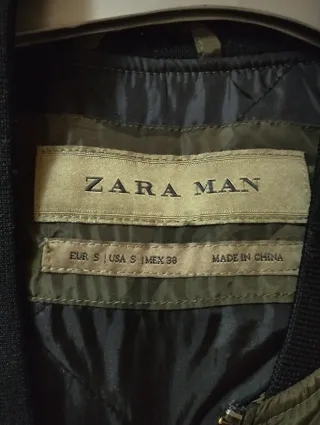 ZARA MAN
EUR S | USA S | MEX 38 MADE IN CHINA